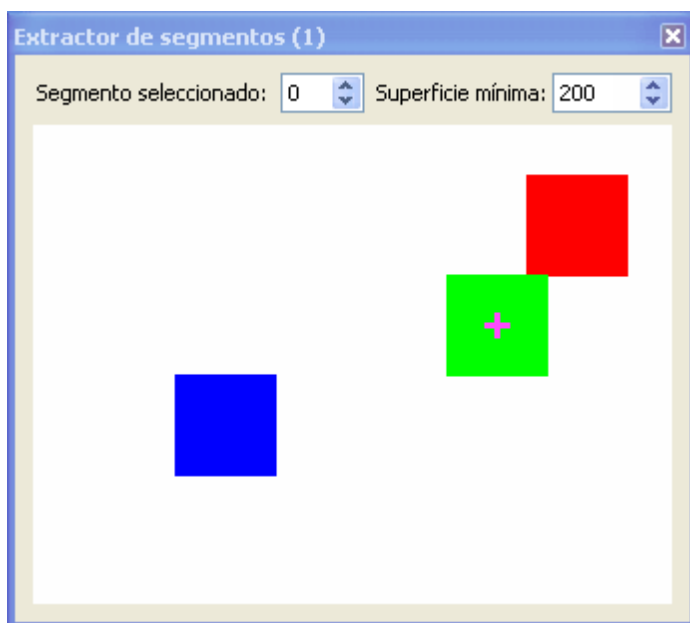 Extractor de segmentos (1)
Segmento seleccionado: 0 Superficie mínima: 200